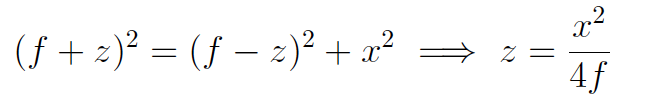 (f + z)² = (f − z)² + x² ⟹ z = x²/4f